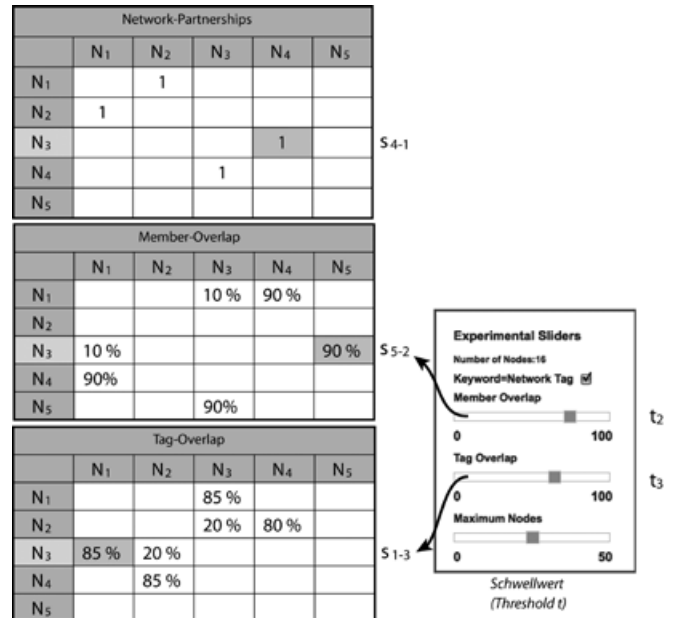 Network-Partnerships
N1 N2 N3 N4 N5
N1 1
N2 1
N3 1 S4-1
N4 1
N5
Member-Overlap
N1 N2 N3 N4 N5
N1 10 % 90 %
N2
N3 10 % 90 % S5-2
N4 90%
N5 90%
Tag-Overlap
N1 N2 N3 N4 N5
N1 85 %
N2 20 % 80 %
N3 85 % 20 % S1-3
N4 85 %
N5
Experimental Sliders
Number of Nodes:16
Keyword=Network Tag
Member Overlap
t2
0 100
Tag Overlap
t3
0 100
Maximum Nodes
0 50
Schwellwert
(Threshold t)